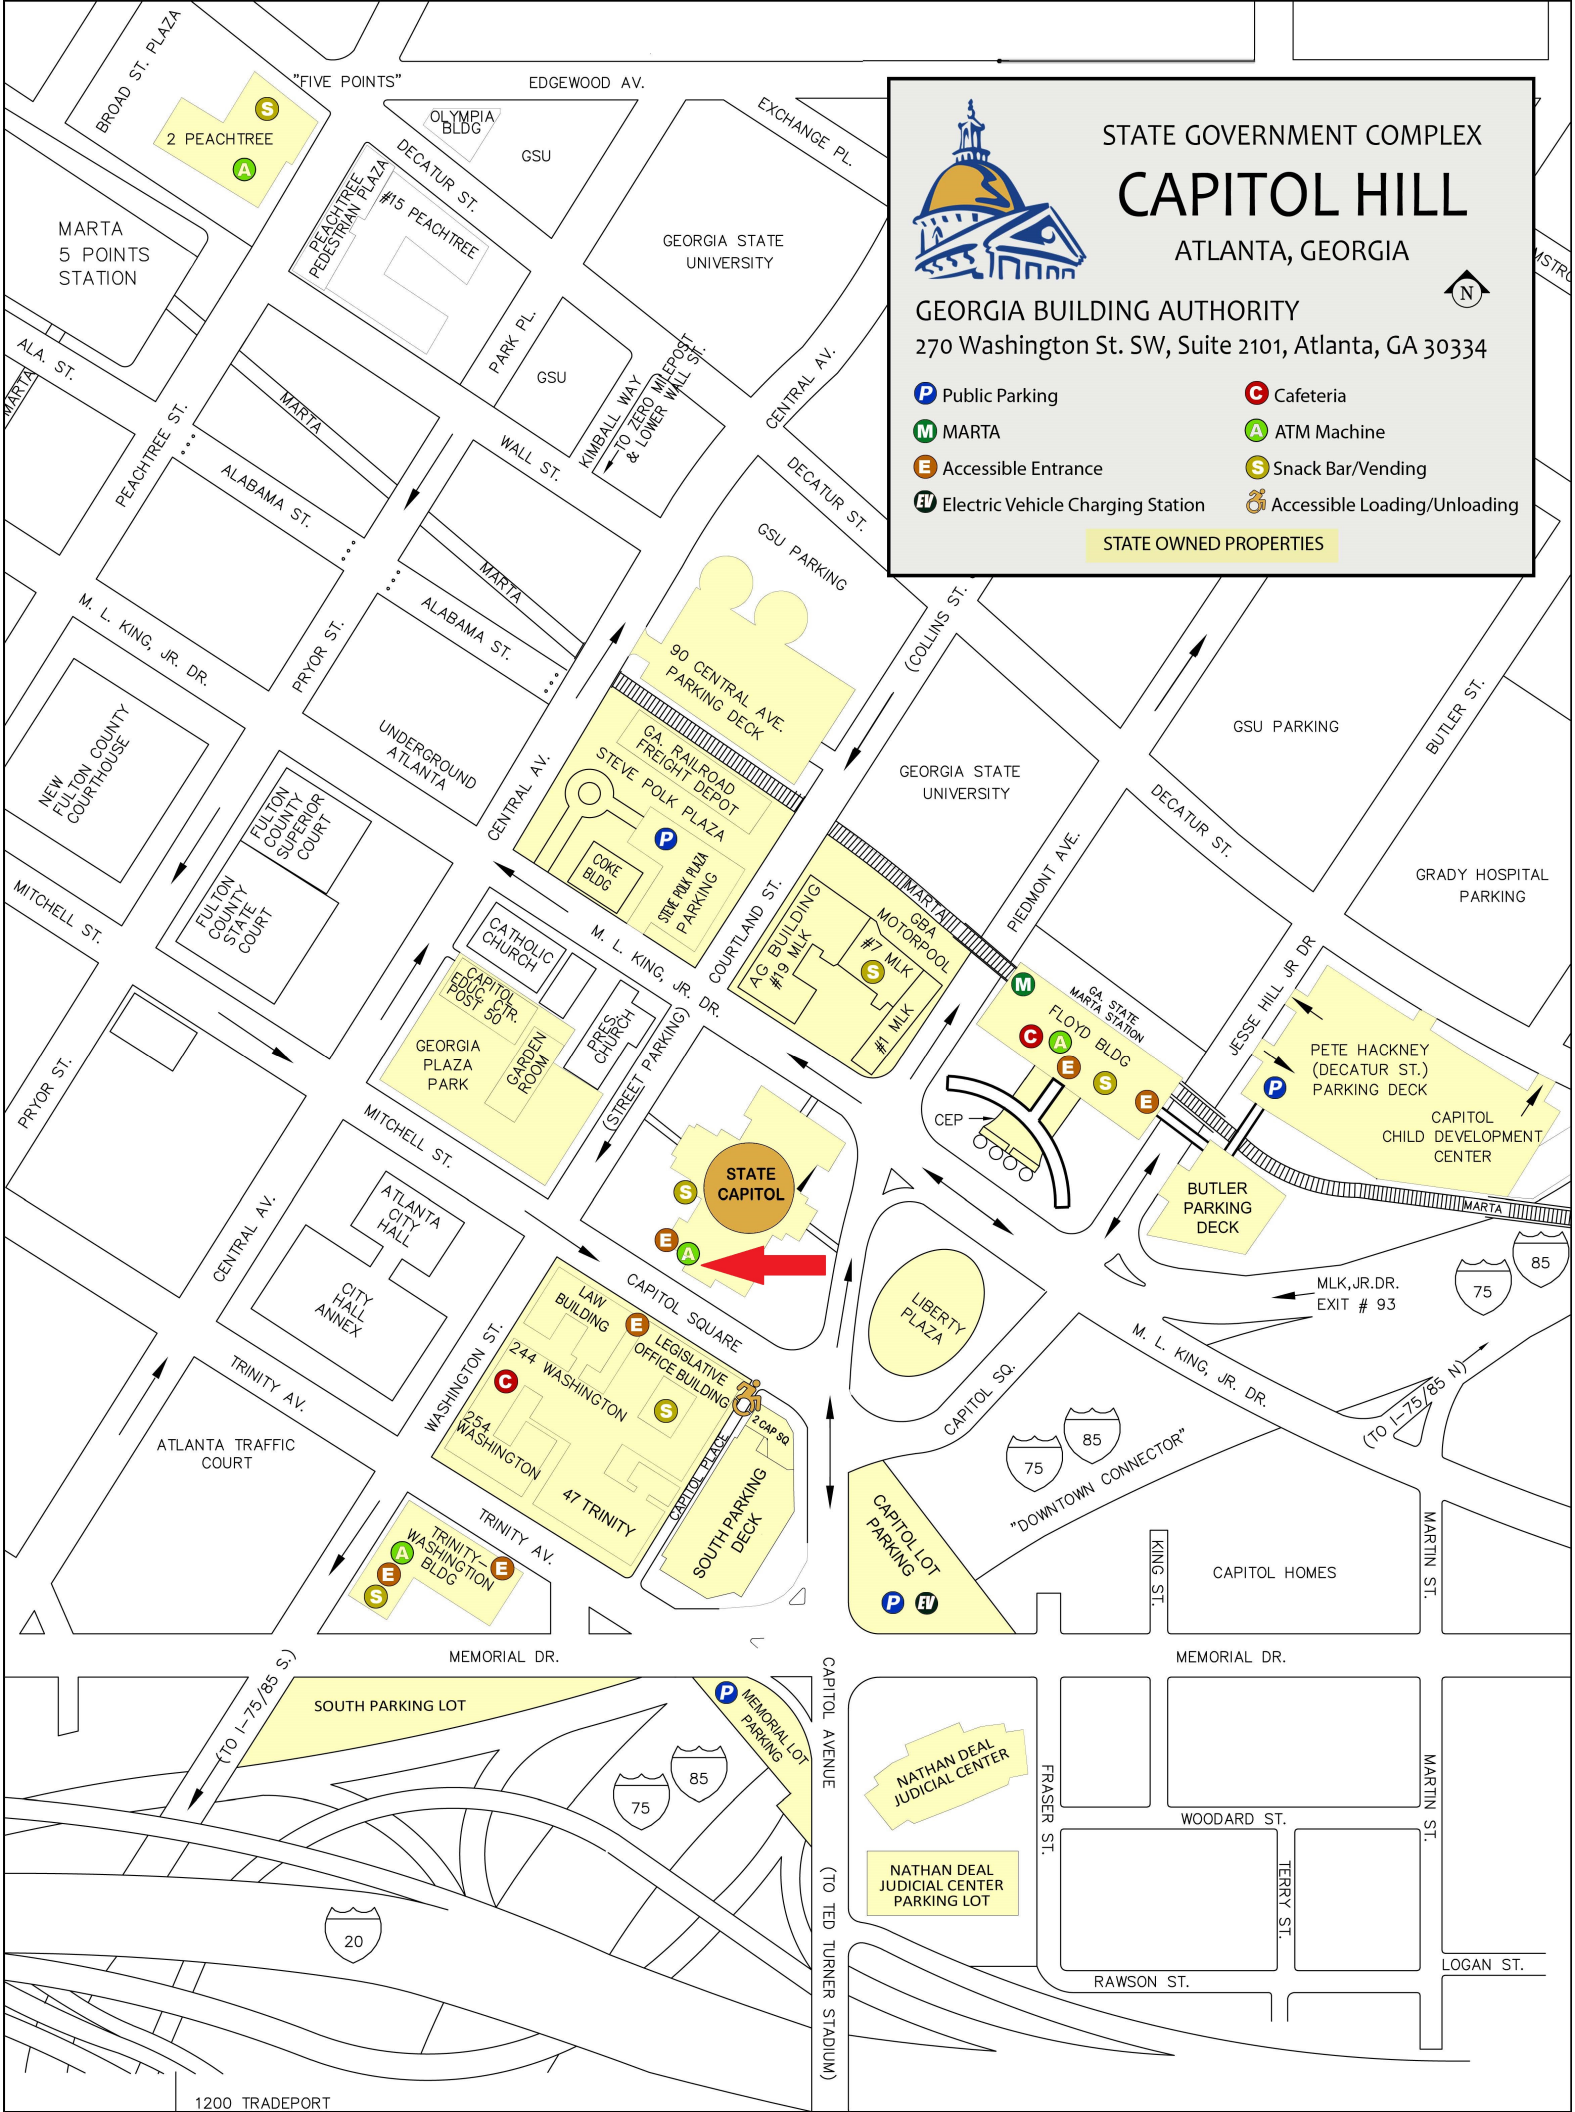 STATE GOVERNMENT COMPLEX
CAPITOL HILL
ATLANTA, GEORGIA
N
GEORGIA BUILDING AUTHORITY
270 Washington St. SW, Suite 2101, Atlanta, GA 30334
P Public Parking
C Cafeteria
M MARTA
A ATM Machine
E Accessible Entrance
S Snack Bar/Vending
EV Electric Vehicle Charging Station
Accessible Loading/Unloading
STATE OWNED PROPERTIES
BROAD ST. PLAZA
"FIVE POINTS"
EDGEWOOD AV.
EXCHANGE PL.
S
2 PEACHTREE
A
OLYMPIA
BLDG
GSU
DECATUR ST.
PEACHTREE
PEDESTRIAN PLAZA
#15 PEACHTREE
MARTA
5 POINTS
STATION
GEORGIA STATE
UNIVERSITY
PARK PL.
GSU
KIMBALL WAY
TO ZERO MILEPOST
& LOWER WALL ST.
CENTRAL AV.
ALA. ST.
MARTA
MARTA
PEACHTREE ST.
ALABAMA ST.
WALL ST.
DECATUR ST.
GSU PARKING
MARTA
ALABAMA ST.
M. L. KING, JR. DR.
PRYOR ST.
(COLLINS ST.
90 CENTRAL AVE.
PARKING DECK
BUTLER ST.
GSU PARKING
NEW
FULTON COUNTY
COURTHOUSE
UNDERGROUND
ATLANTA
GA. RAILROAD
FREIGHT DEPOT
STEVE POLK PLAZA
P
COKE
BLDG
STEVE POLK PLAZA
PARKING
CENTRAL AV.
GEORGIA STATE
UNIVERSITY
DECATUR ST.
PIEDMONT AVE.
GRADY HOSPITAL
PARKING
FULTON
COUNTY
SUPERIOR
COURT
FULTON
COUNTY
STATE
COURT
MITCHELL ST.
CATHOLIC
CHURCH
M. L. KING, JR. DR.
COURTLAND ST.
AG BUILDING
#19 MLK
MARTA
GBA
MOTORPOOL
#7 MLK
S
#1 MLK
CAPITOL
EDUC. CTR.
POST 50
GEORGIA
PLAZA
PARK
GARDEN
ROOM
PRES.
CHURCH
(STREET PARKING)
M
GA. STATE
MARTA STATION
FLOYD BLDG
C
A
E
S
E
CEP
JESSE HILL JR DR
P
PETE HACKNEY
(DECATUR ST.)
PARKING DECK
CAPITOL
CHILD DEVELOPMENT
CENTER
BUTLER
PARKING
DECK
MARTA
PRYOR ST.
MITCHELL ST.
STATE
CAPITOL
S
E
A
ATLANTA
CITY
HALL
CITY
HALL
ANNEX
CENTRAL AV.
85
75
MLK,JR.DR.
EXIT # 93
LIBERTY
PLAZA
CAPITOL SQUARE
LAW
BUILDING
E
LEGISLATIVE
OFFICE BUILDING
244 WASHINGTON
C
S
254
WASHINGTON
47 TRINITY
CAPITOL PLACE
2 CAP SQ
SOUTH PARKING
DECK
WASHINGTON ST.
TRINITY AV.
ATLANTA TRAFFIC
COURT
M. L. KING, JR. DR.
CAPITOL SQ.
(TO I-75/85 N)
85
75
"DOWNTOWN CONNECTOR"
CAPITOL LOT
PARKING
P
EV
TRINITY AV.
TRINITY-
WASHINGTION
BLDG
A
E
E
S
KING ST.
CAPITOL HOMES
MARTIN ST.
MEMORIAL DR.
MEMORIAL DR.
(TO I-75/85 S.)
SOUTH PARKING LOT
P
MEMORIAL LOT
PARKING
CAPITOL AVENUE
(TO TED TURNER STADIUM)
85
75
NATHAN DEAL
JUDICIAL CENTER
NATHAN DEAL
JUDICIAL CENTER
PARKING LOT
FRASER ST.
WOODARD ST.
MARTIN ST.
TERRY ST.
LOGAN ST.
RAWSON ST.
20
1200 TRADEPORT